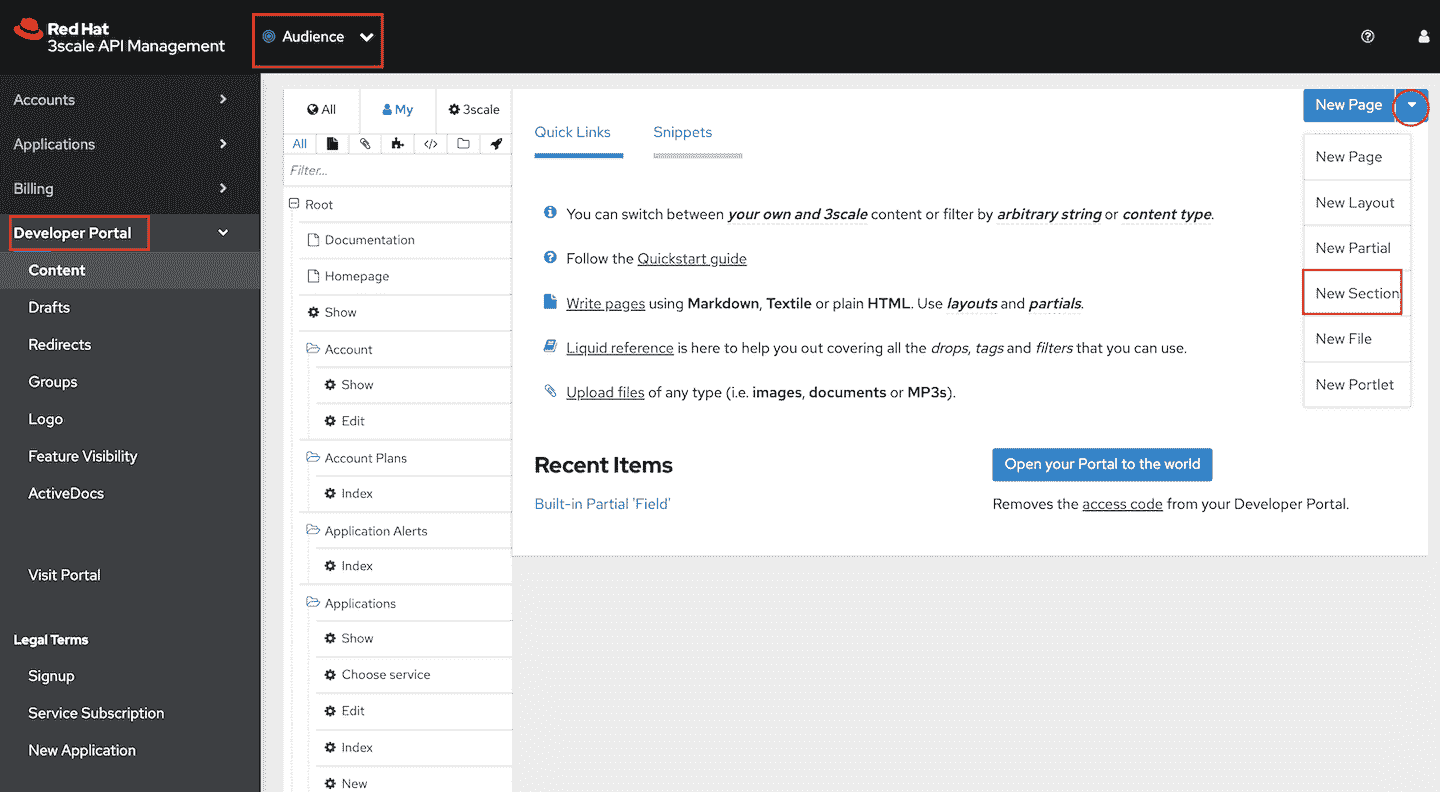 Red Hat
3scale API Management
Audience
Accounts
Applications
Billing
Developer Portal
Content
Drafts
Redirects
Groups
Logo
Feature Visibility
ActiveDocs
Visit Portal
Legal Terms
Signup
Service Subscription
New Application
All
My
3scale
All
Filter...
Root
Documentation
Homepage
Show
Account
Show
Edit
Account Plans
Index
Application Alerts
Index
Applications
Show
Choose service
Edit
Index
New
Quick Links
Snippets
You can switch between your own and 3scale content or filter by arbitrary string or content type.
Follow the Quickstart guide
Write pages using Markdown, Textile or plain HTML. Use layouts and partials.
Liquid reference is here to help you out covering all the drops, tags and filters that you can use.
Upload files of any type (i.e. images, documents or MP3s).
Recent Items
Built-in Partial 'Field'
Open your Portal to the world
Removes the access code from your Developer Portal.
New Page
New Page
New Layout
New Partial
New Section
New File
New Portlet